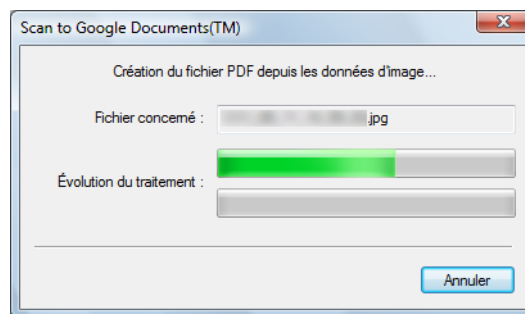 Scan to Google Documents(TM)
Création du fichier PDF depuis les données d'image...
Fichier concerné : .jpg
Évolution du traitement :
Annuler